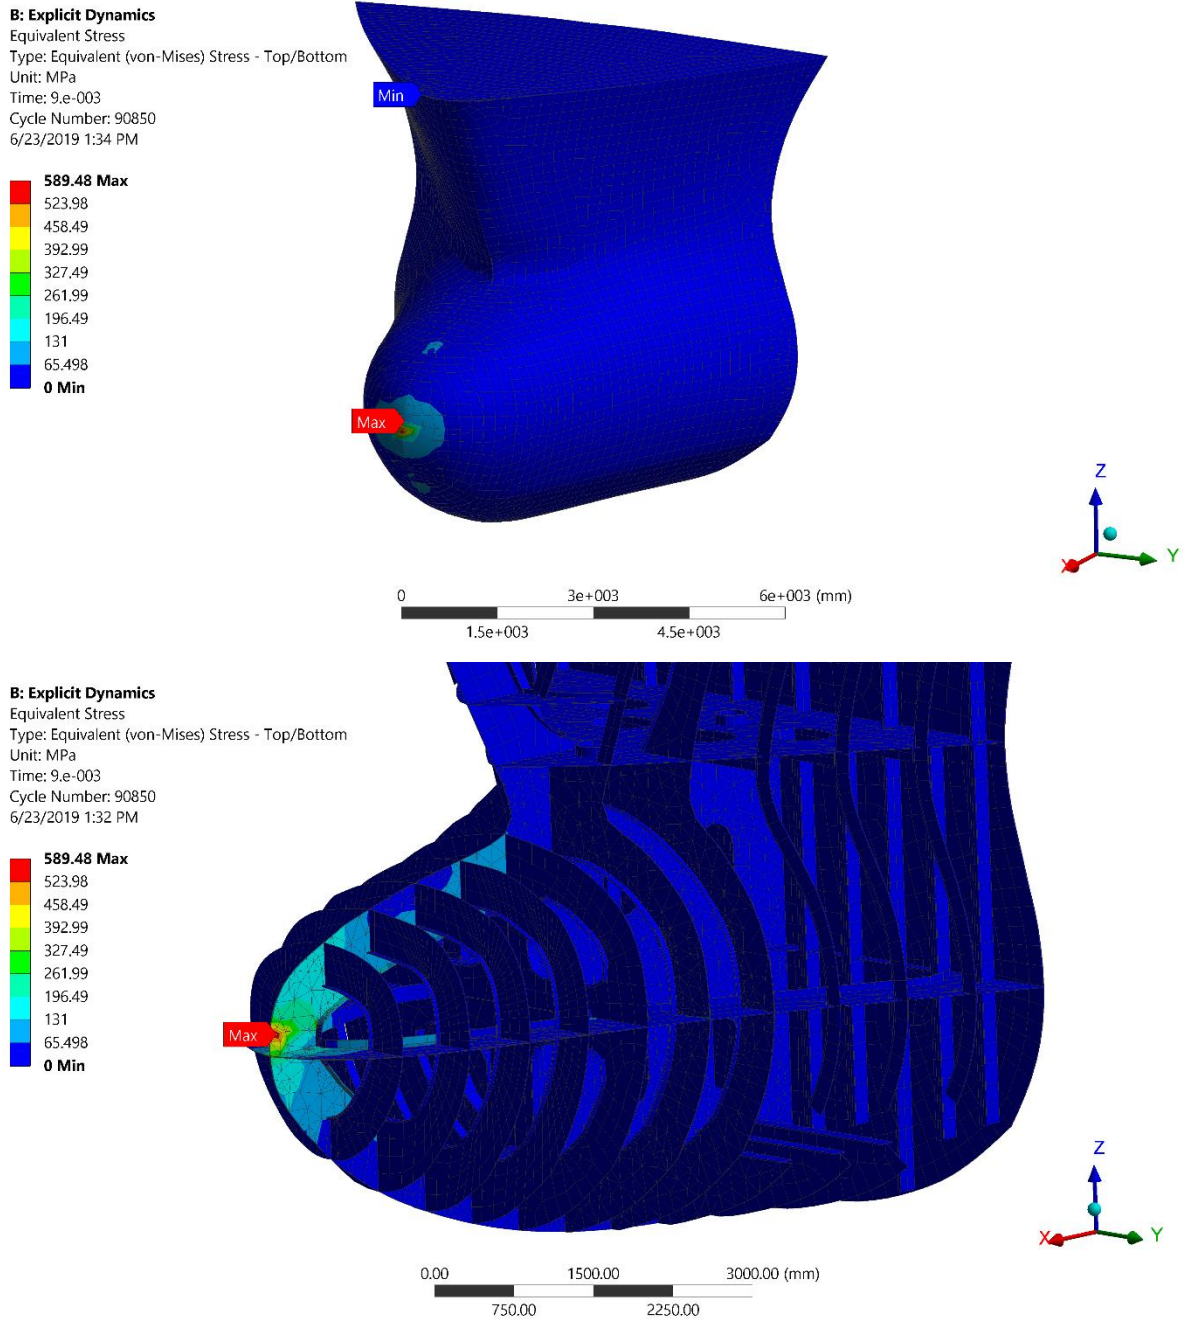 B: Explicit Dynamics
Equivalent Stress
Type: Equivalent (von-Mises) Stress - Top/Bottom
Unit: MPa
Time: 9.e-003
Cycle Number: 90850
6/23/2019 1:34 PM
589.48 Max
523.98
458.49
392.99
327.49
261.99
196.49
131
65.498
0 Min
Min
Max
Z
X
Y
0 3e+003 6e+003 (mm)
1.5e+003 4.5e+003
B: Explicit Dynamics
Equivalent Stress
Type: Equivalent (von-Mises) Stress - Top/Bottom
Unit: MPa
Time: 9.e-003
Cycle Number: 90850
6/23/2019 1:32 PM
589.48 Max
523.98
458.49
392.99
327.49
261.99
196.49
131
65.498
0 Min
Max
Z
X
Y
0.00 1500.00 3000.00 (mm)
750.00 2250.00